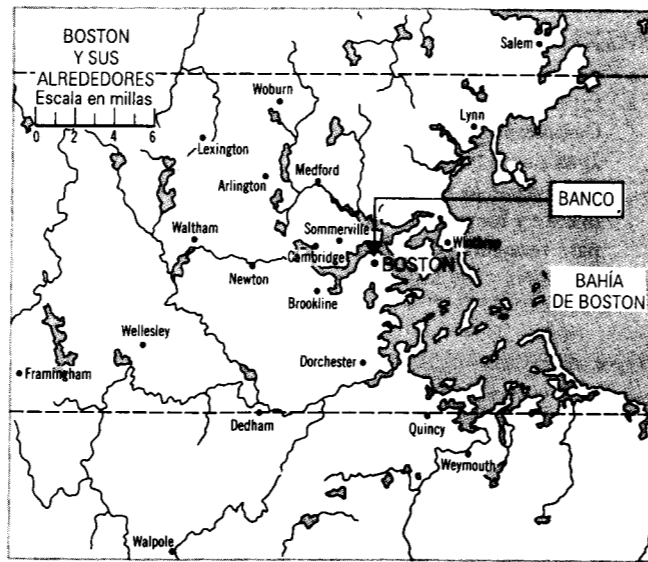 BOSTON
Y SUS
ALREDEDORES
Escala en millas
0 2 4 6
Salem
Woburn
Lynn
Lexington
Medford
Arlington
BANCO
Waltham
Sommerville
Winthrop
Cambridge
BOSTON
Newton
BAHÍA
DE BOSTON
Brookline
Wellesley
Dorchester
Framingham
Dedham
Quincy
Weymouth
Walpole